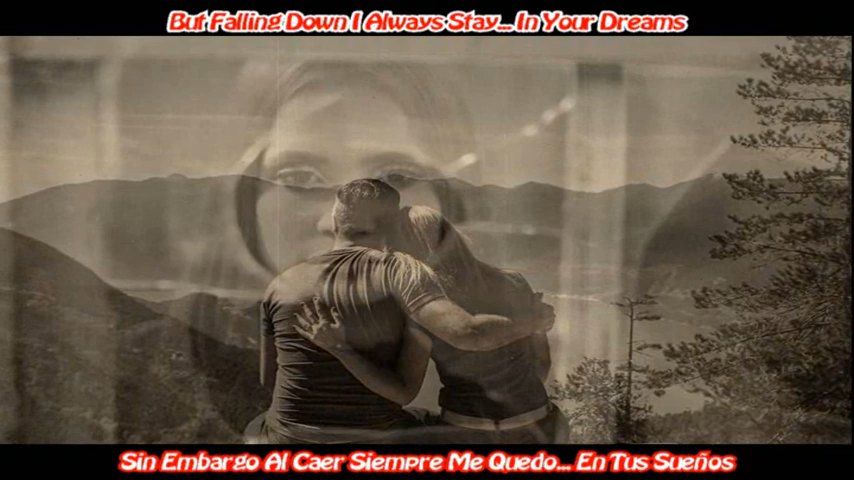 But Falling Down I Always Stay... In Your Dreams
Sin Embargo Al Caer Siempre Me Quedo... En Tus Sueños